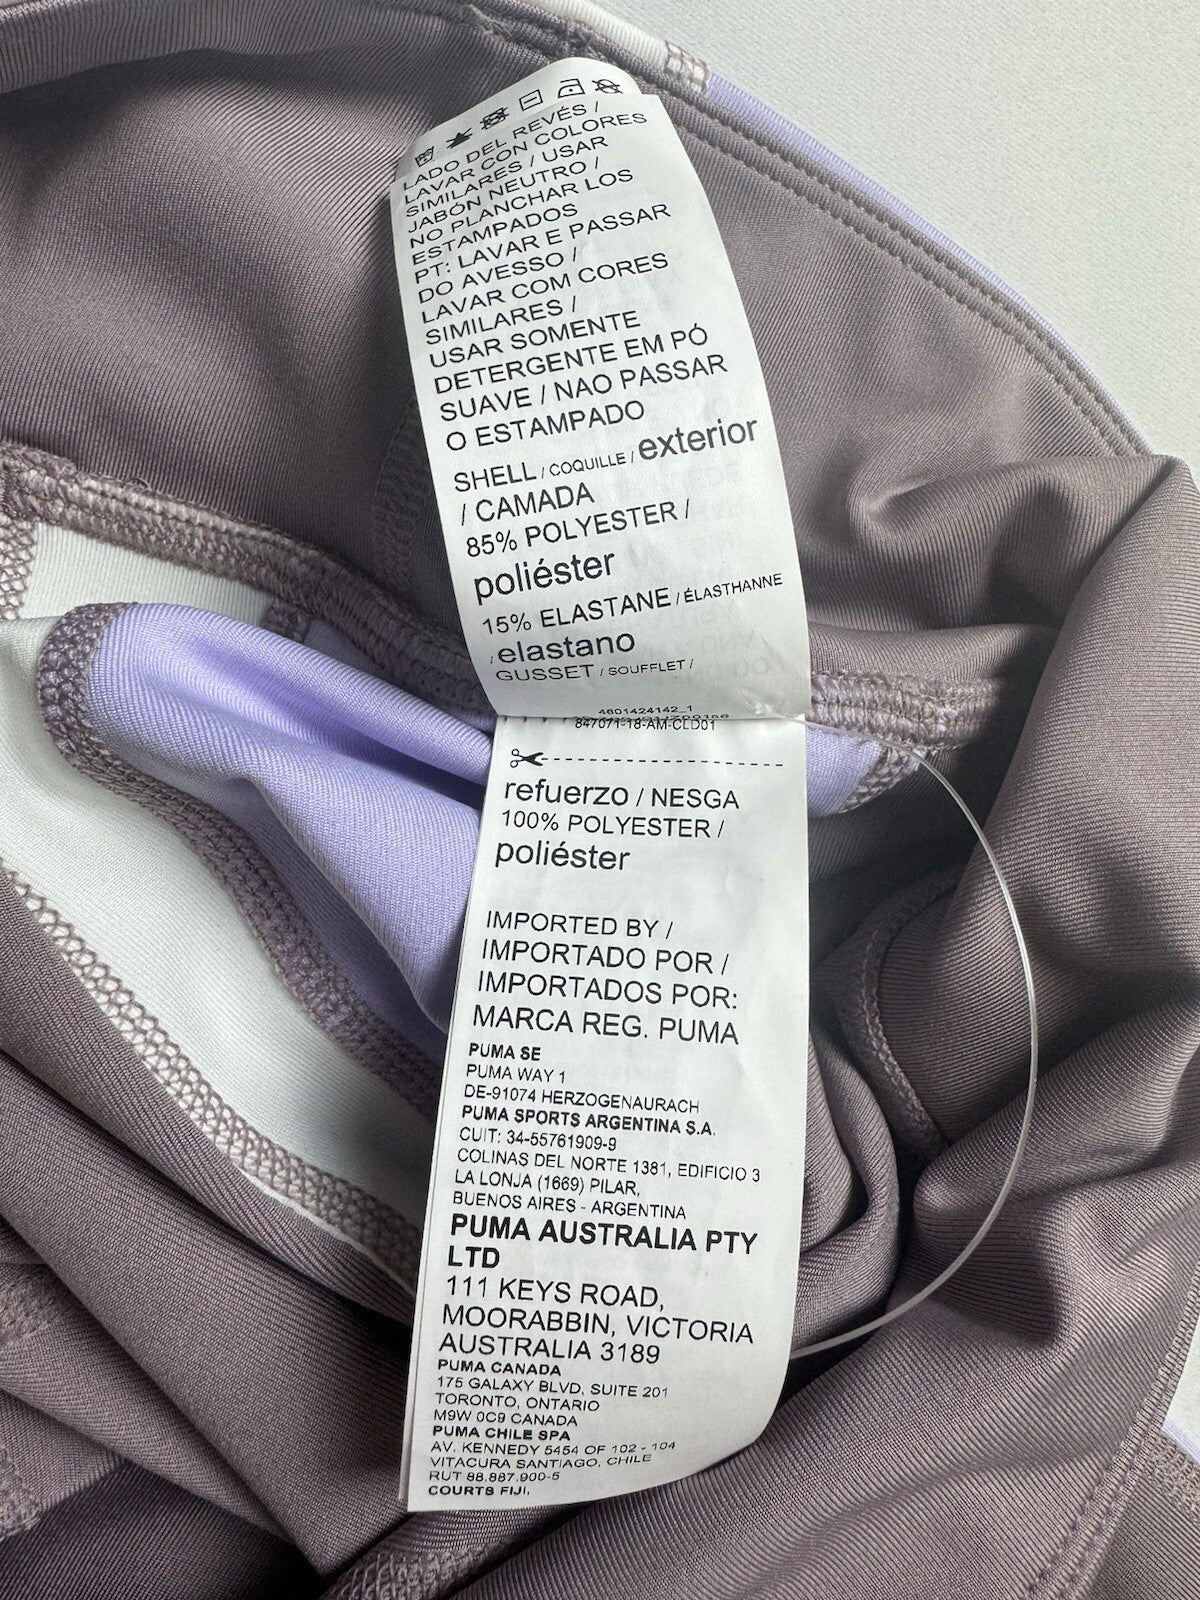 LADO DEL REVÉS /
LAVAR CON COLORES
SIMILARES / USAR
JABÓN NEUTRO /
NO PLANCHAR LOS
ESTAMPADOS
PT: LAVAR E PASSAR
DO AVESSO /
LAVAR COM CORES
SIMILARES /
USAR SOMENTE
DETERGENTE EM PÓ
SUAVE / NAO PASSAR
O ESTAMPADO
SHELL / COQUILLE / exterior
/ CAMADA
85% POLYESTER /
poliéster
15% ELASTANE / ÉLASTHANNE
/ elastano
GUSSET / SOUFFLET /
4601424142_1
847071-18-AM-CLD01
refuerzo / NESGA
100% POLYESTER /
poliéster
IMPORTED BY /
IMPORTADO POR /
IMPORTADOS POR:
MARCA REG. PUMA
PUMA SE
PUMA WAY 1
DE-91074 HERZOGENAURACH
PUMA SPORTS ARGENTINA S.A.
CUIT: 34-55761909-9
COLINAS DEL NORTE 1381, EDIFICIO 3
LA LONJA (1669) PILAR,
BUENOS AIRES - ARGENTINA
PUMA AUSTRALIA PTY
LTD
111 KEYS ROAD,
MOORABBIN, VICTORIA
AUSTRALIA 3189
PUMA CANADA
175 GALAXY BLVD, SUITE 201
TORONTO, ONTARIO
M9W 0C9 CANADA
PUMA CHILE SPA
AV. KENNEDY 5454 OF 102 - 104
VITACURA SANTIAGO, CHILE
RUT 88.887.900-5
COURTS FIJI,